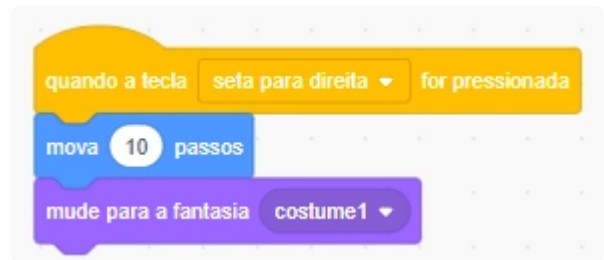 quando a tecla seta para direita for pressionada
mova 10 passos
mude para a fantasia costume1